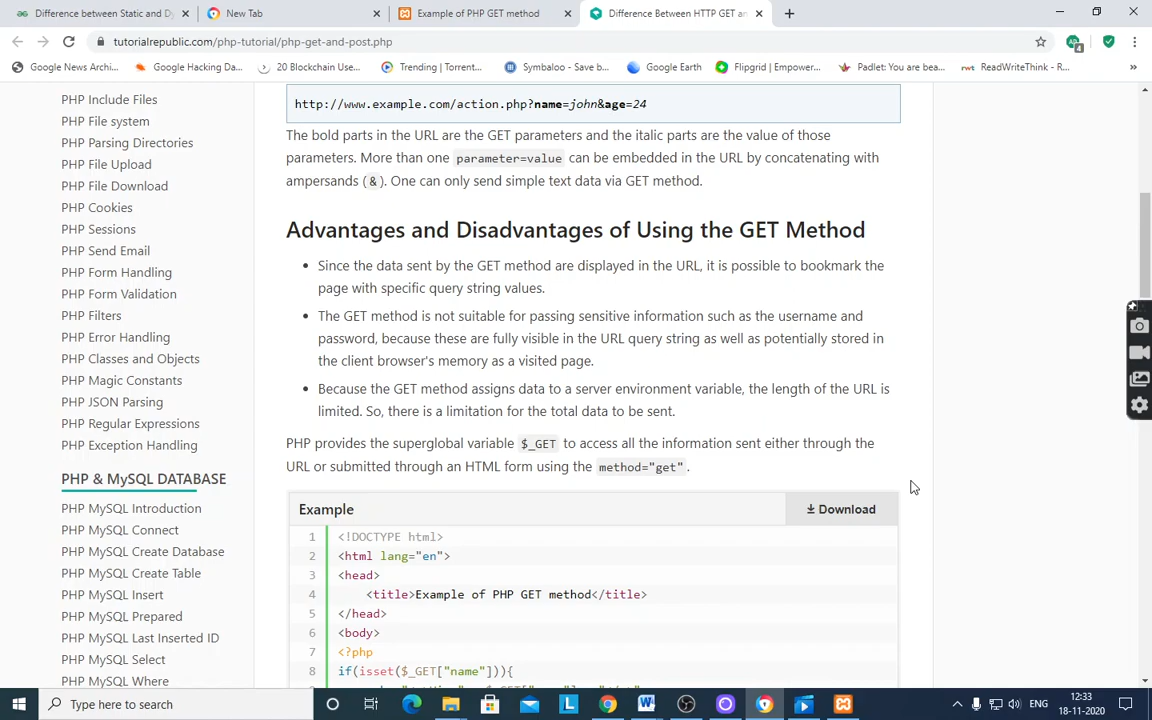 Difference between Static and Dy
New Tab
Example of PHP GET method
Difference Between HTTP GET an
tutorialrepublic.com/php-tutorial/php-get-and-post.php
4
Google News Archi...
Google Hacking Da...
20 Blockchain Use...
Trending | Torrent...
Symbaloo - Save b...
Google Earth
Flipgrid | Empower...
Padlet: You are bea...
rwt
ReadWriteThink - R...
PHP Include Files
PHP File system
PHP Parsing Directories
PHP File Upload
PHP File Download
PHP Cookies
PHP Sessions
PHP Send Email
PHP Form Handling
PHP Form Validation
PHP Filters
PHP Error Handling
PHP Classes and Objects
PHP Magic Constants
PHP JSON Parsing
PHP Regular Expressions
PHP Exception Handling
PHP & MySQL DATABASE
PHP MySQL Introduction
PHP MySQL Connect
PHP MySQL Create Database
PHP MySQL Create Table
PHP MySQL Insert
PHP MySQL Prepared
PHP MySQL Last Inserted ID
PHP MySQL Select
PHP MySQL Where
http://www.example.com/action.php?name=john&age=24
The bold parts in the URL are the GET parameters and the italic parts are the value of those
parameters. More than one parameter=value can be embedded in the URL by concatenating with
ampersands (&). One can only send simple text data via GET method.
Advantages and Disadvantages of Using the GET Method
• Since the data sent by the GET method are displayed in the URL, it is possible to bookmark the
page with specific query string values.
• The GET method is not suitable for passing sensitive information such as the username and
password, because these are fully visible in the URL query string as well as potentially stored in
the client browser's memory as a visited page.
• Because the GET method assigns data to a server environment variable, the length of the URL is
limited. So, there is a limitation for the total data to be sent.
PHP provides the superglobal variable $_GET to access all the information sent either through the
URL or submitted through an HTML form using the method="get".
Example
Download
1 <!DOCTYPE html>
2 <html lang="en">
3 <head>
4 <title>Example of PHP GET method</title>
5 </head>
6 <body>
7 <?php
8 if(isset($_GET["name"])){
Type here to search
ENG
12:33
18-11-2020